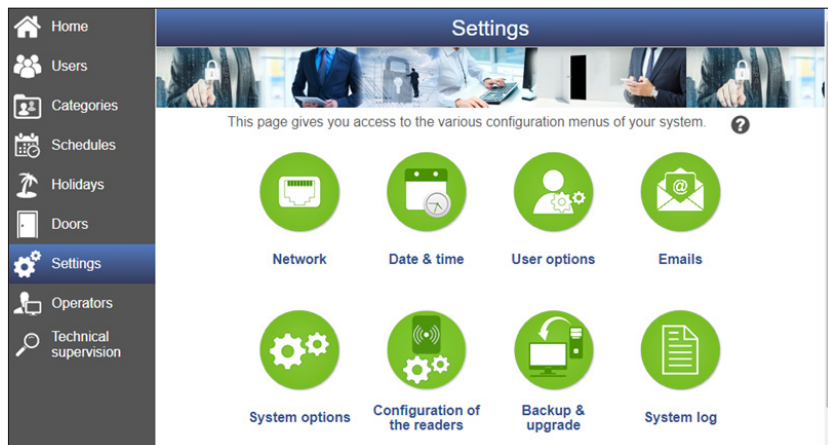 Home
Users
Categories
Schedules
Holidays
Doors
Settings
Operators
Technical
supervision
Settings
This page gives you access to the various configuration menus of your system. ?
Network
Date & time
User options
@
Emails
System options
Configuration of
the readers
Backup &
upgrade
System log